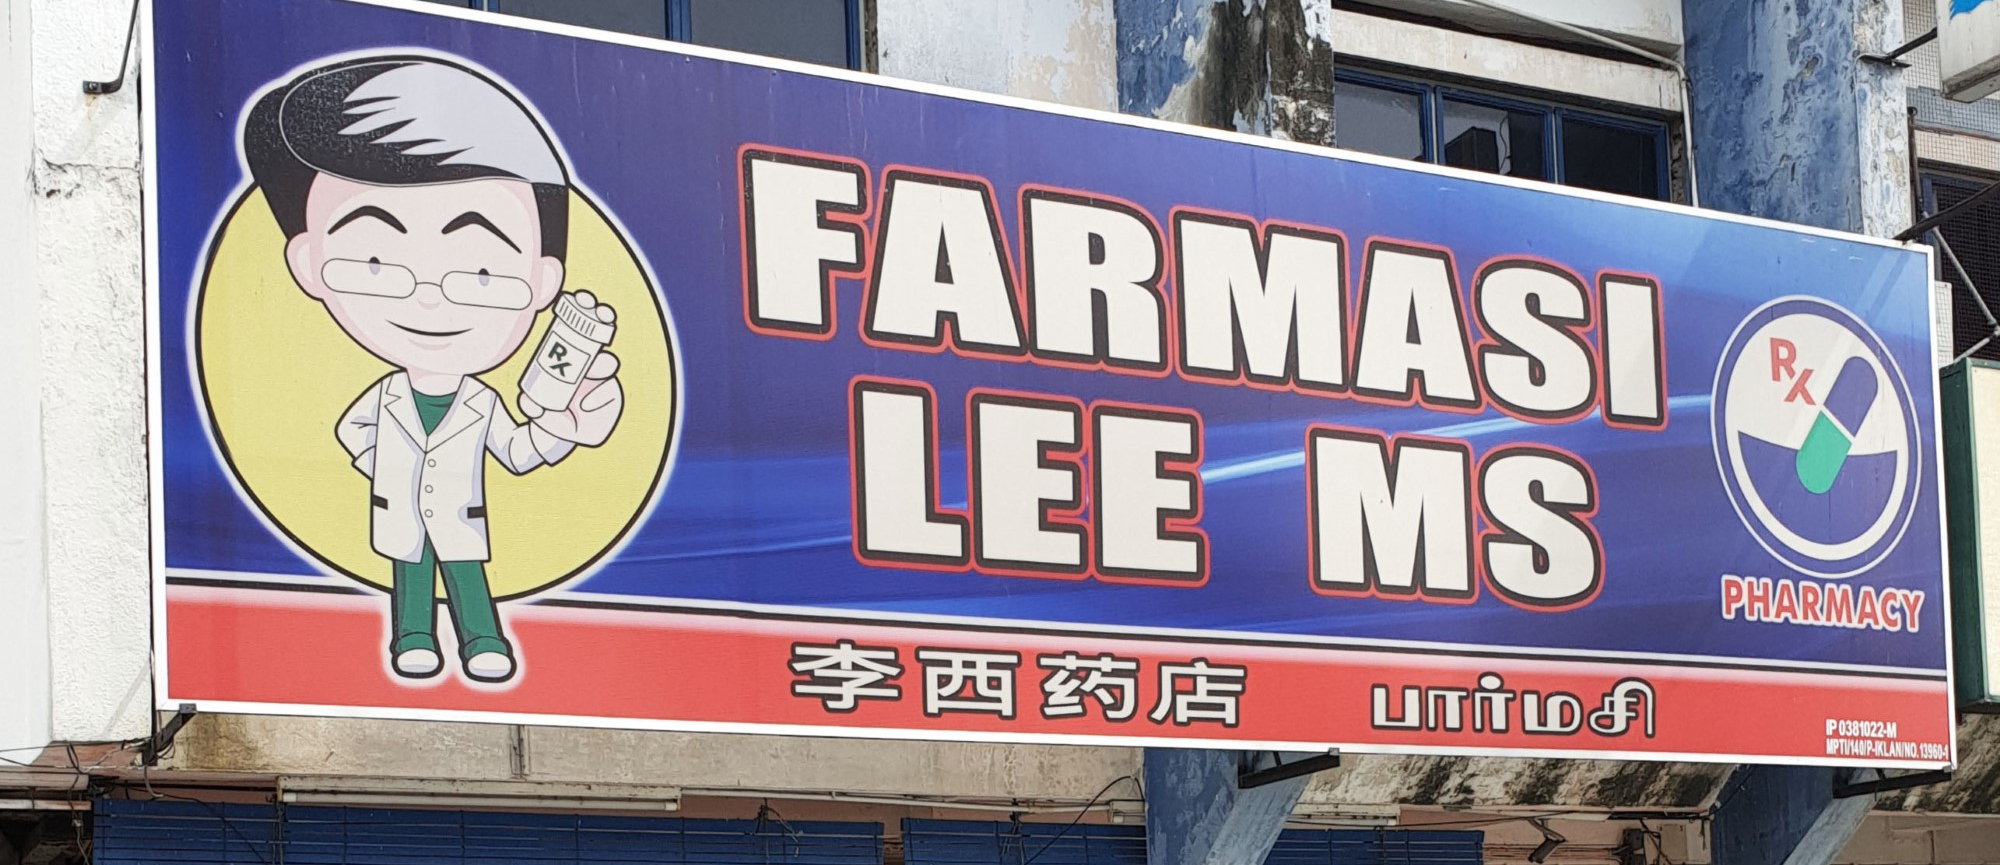 FARMASI
LEE MS
Rx
Rx
PHARMACY
李西药店 பார்மசி
IP 0381022-M
MPTI/140/P-IKLAN/NO. 13960-1